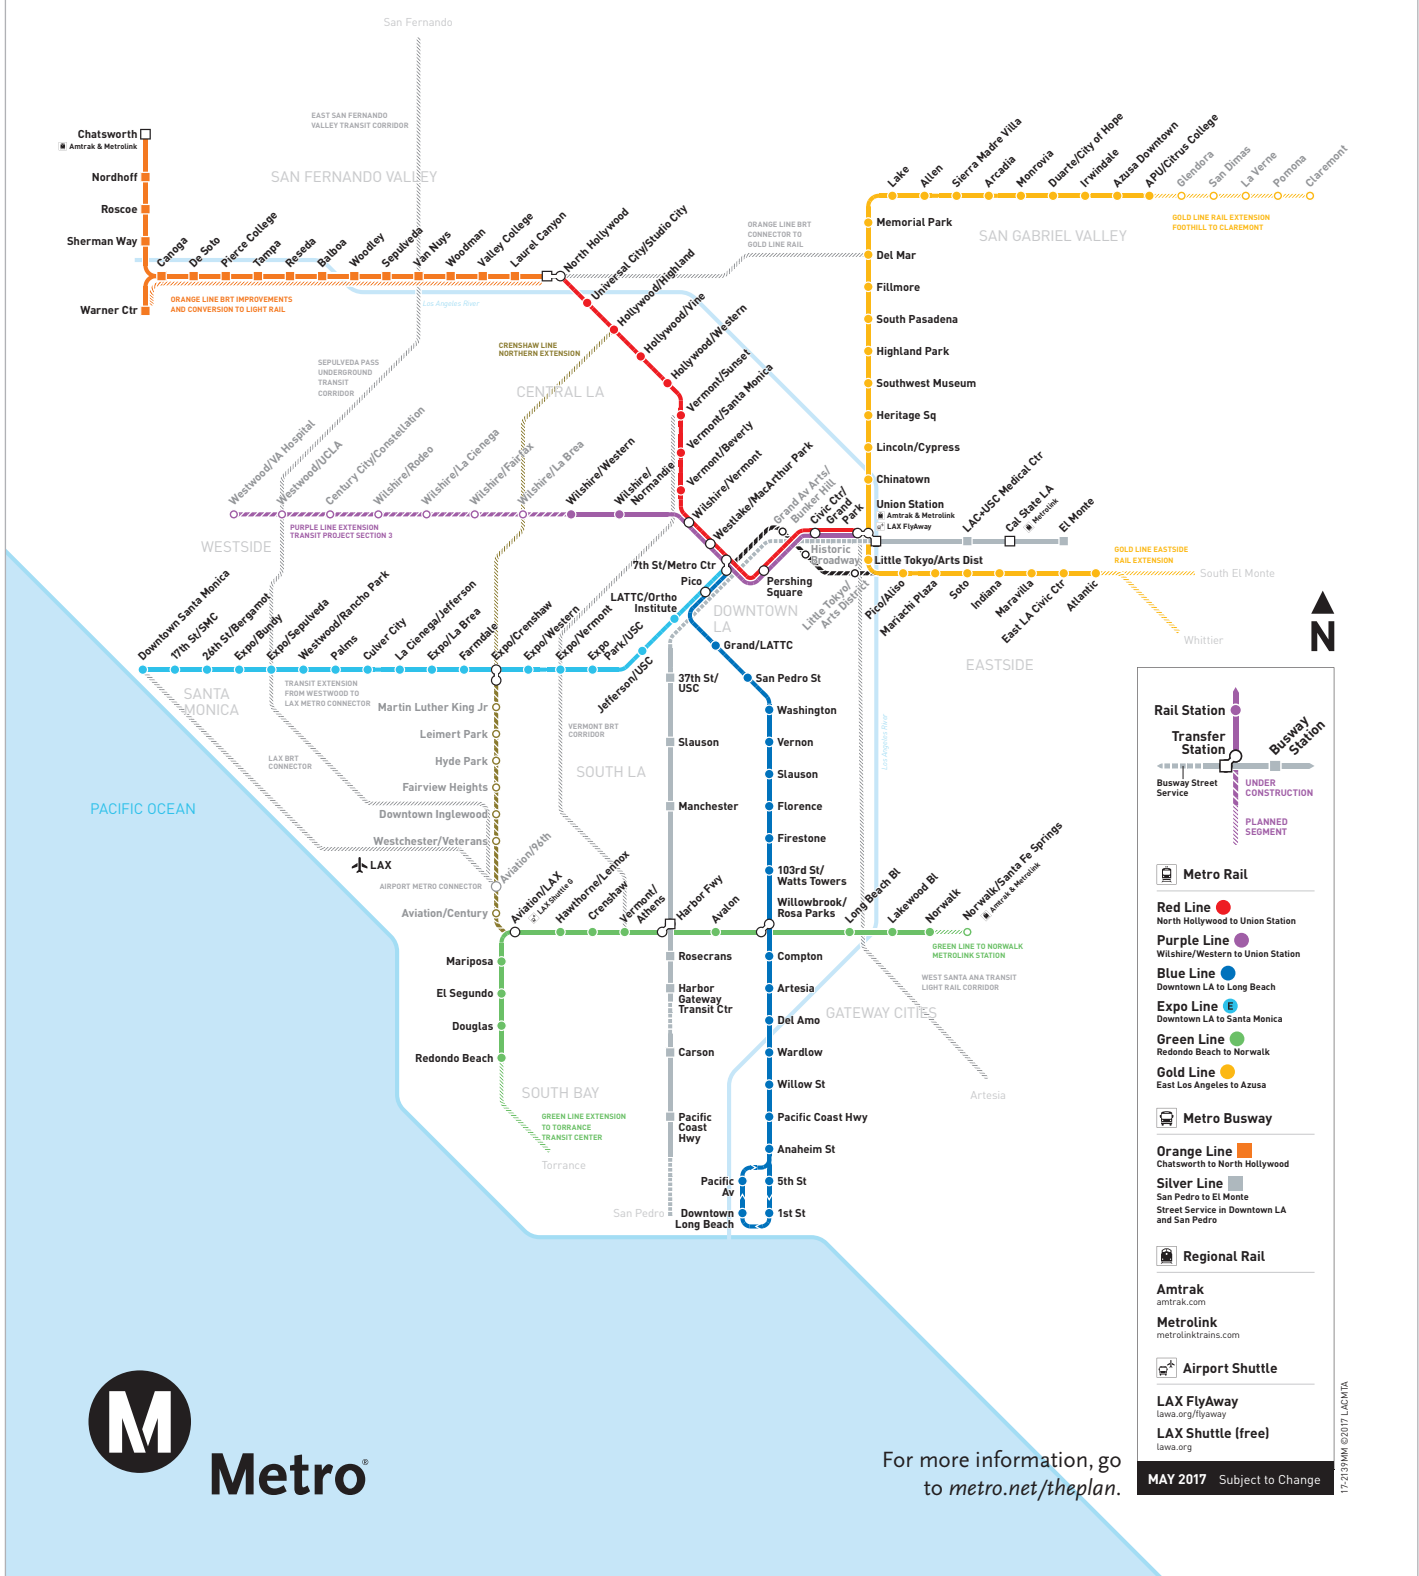 San Fernando
EAST SAN FERNANDO
VALLEY TRANSIT CORRIDOR
SAN FERNANDO VALLEY
Chatsworth
Amtrak & Metrolink
Nordhoff
Roscoe
Sherman Way
Warner Ctr
Canoga
De Soto
Pierce College
Tampa
Reseda
Balboa
Woodley
Sepulveda
Van Nuys
Woodman
Valley College
Laurel Canyon
North Hollywood
ORANGE LINE BRT IMPROVEMENTS
AND CONVERSION TO LIGHT RAIL
Los Angeles River
Universal City/Studio City
Hollywood/Highland
Hollywood/Vine
Hollywood/Western
Vermont/Sunset
Vermont/Santa Monica
Vermont/Beverly
Wilshire/Vermont
Westlake/MacArthur Park
ORANGE LINE BRT
CONNECTOR TO
GOLD LINE RAIL
Lake
Allen
Sierra Madre Villa
Arcadia
Monrovia
Duarte/City of Hope
Irwindale
Azusa Downtown
APU/Citrus College
Glendora
San Dimas
La Verne
Pomona
Claremont
GOLD LINE RAIL EXTENSION
FOOTHILL TO CLAREMONT
SAN GABRIEL VALLEY
Memorial Park
Del Mar
Fillmore
South Pasadena
Highland Park
Southwest Museum
Heritage Sq
Lincoln/Cypress
Chinatown
Union Station
Amtrak & Metrolink
LAX FlyAway
LAC+USC Medical Ctr
Cal State LA
Metrolink
El Monte
CRENSHAW LINE
NORTHERN EXTENSION
SEPULVEDA PASS
UNDERGROUND
TRANSIT
CORRIDOR
CENTRAL LA
Westwood/VA Hospital
Westwood/UCLA
Century City/Constellation
Wilshire/Rodeo
Wilshire/La Cienega
Wilshire/Fairfax
Wilshire/La Brea
Wilshire/Western
Wilshire/
Normandie
PURPLE LINE EXTENSION
TRANSIT PROJECT SECTION 3
WESTSIDE
Grand Av Arts/
Bunker Hill
Civic Ctr/
Grand
Park
Historic
Broadway
Little Tokyo/
Arts District
7th St/Metro Ctr
Pershing
Square
Pico
LATTC/Ortho
Institute
DOWNTOWN
LA
Little Tokyo/Arts Dist
Pico/Aliso
Mariachi Plaza
Soto
Indiana
Maravilla
East LA Civic Ctr
Atlantic
GOLD LINE EASTSIDE
RAIL EXTENSION
South El Monte
Whittier
EASTSIDE
N
Downtown Santa Monica
17th St/SMC
26th St/Bergamot
Expo/Bundy
Expo/Sepulveda
Westwood/Rancho Park
Palms
Culver City
La Cienega/Jefferson
Expo/La Brea
Farmdale
Expo/Crenshaw
Expo/Western
Expo/Vermont
Expo
Park/USC
Jefferson/USC
SANTA
MONICA
TRANSIT EXTENSION
FROM WESTWOOD TO
LAX METRO CONNECTOR
LAX BRT
CONNECTOR
Martin Luther King Jr
Leimert Park
Hyde Park
Fairview Heights
Downtown Inglewood
Westchester/Veterans
Aviation/96th
AIRPORT METRO CONNECTOR
Aviation/Century
LAX
VERMONT BRT
CORRIDOR
SOUTH LA
PACIFIC OCEAN
Grand/LATTC
San Pedro St
Washington
Vernon
Slauson
Florence
Firestone
103rd St/
Watts Towers
Willowbrook/
Rosa Parks
Compton
Artesia
Del Amo
Wardlow
Willow St
Pacific Coast Hwy
Anaheim St
5th St
1st St
Pacific
Av
Downtown
Long Beach
37th St/
USC
Slauson
Manchester
Harbor Fwy
Rosecrans
Harbor
Gateway
Transit Ctr
Carson
Pacific
Coast
Hwy
San Pedro
Los Angeles River
Aviation/LAX
LAX Shuttle G
Hawthorne/Lennox
Crenshaw
Vermont/
Athens
Avalon
Long Beach Bl
Lakewood Bl
Norwalk
Norwalk/Santa Fe Springs
Amtrak & Metrolink
GREEN LINE TO NORWALK
METROLINK STATION
WEST SANTA ANA TRANSIT
LIGHT RAIL CORRIDOR
GATEWAY CITIES
Artesia
Mariposa
El Segundo
Douglas
Redondo Beach
SOUTH BAY
GREEN LINE EXTENSION
TO TORRANCE
TRANSIT CENTER
Torrance
Rail Station
Transfer
Station
Busway
Station
Busway Street
Service
UNDER
CONSTRUCTION
PLANNED
SEGMENT
Metro Rail
Red Line
North Hollywood to Union Station
Purple Line
Wilshire/Western to Union Station
Blue Line
Downtown LA to Long Beach
Expo Line E
Downtown LA to Santa Monica
Green Line
Redondo Beach to Norwalk
Gold Line
East Los Angeles to Azusa
Metro Busway
Orange Line
Chatsworth to North Hollywood
Silver Line
San Pedro to El Monte
Street Service in Downtown LA
and San Pedro
Regional Rail
Amtrak
amtrak.com
Metrolink
metrolinktrains.com
Airport Shuttle
LAX FlyAway
lawa.org/flyaway
LAX Shuttle (free)
lawa.org
MAY 2017 Subject to Change
17-2139MM ©2017 LACMTA
For more information, go
to metro.net/theplan.
M
Metro®